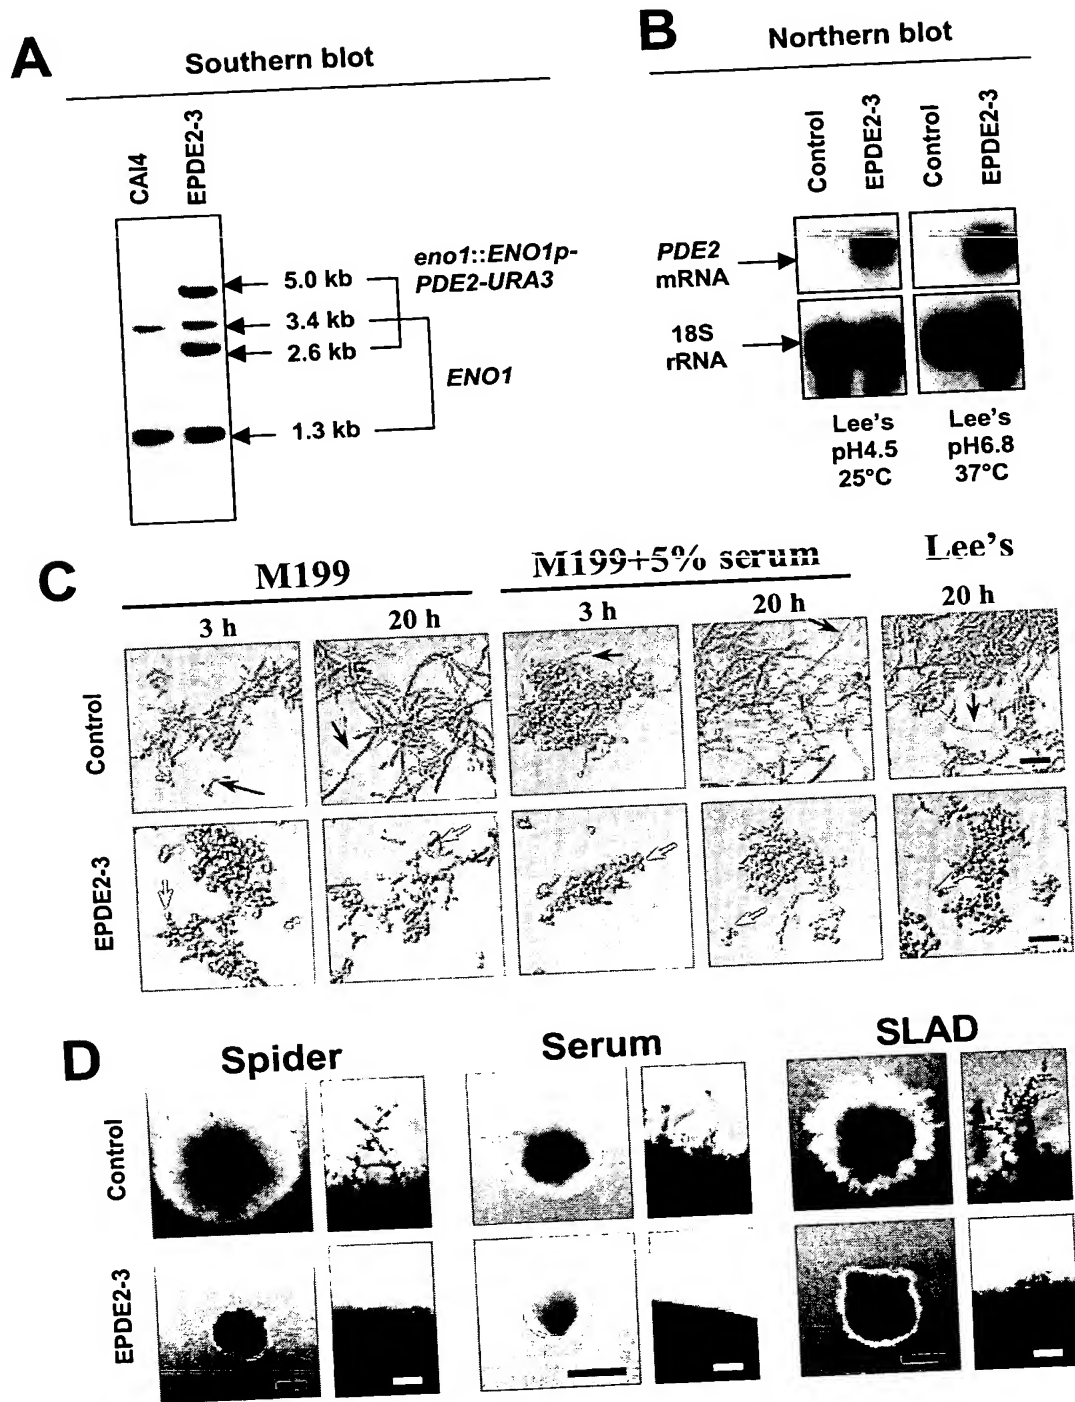 A
Southern blot
CAI4
EPDE2-3
5.0 kb
3.4 kb
2.6 kb
1.3 kb
eno1::ENO1p-
PDE2-URA3
ENO1
B
Northern blot
Control
EPDE2-3
Control
EPDE2-3
PDE2
mRNA
18S
rRNA
Lee's
pH4.5
25°C
Lee's
pH6.8
37°C
C
M199
M199+5% serum
Lee's
3 h
20 h
3 h
20 h
20 h
Control
EPDE2-3
D
Spider
Serum
SLAD
Control
EPDE2-3